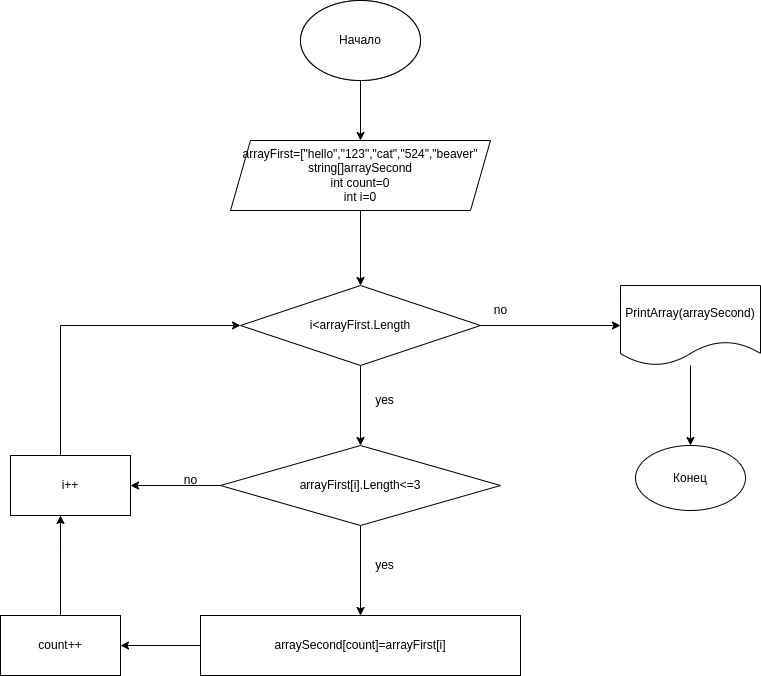 Начало
arrayFirst=["hello","123","cat","524","beaver"
string[]arraySecond
int count=0
int i=0
i<arrayFirst.Length
no
PrintArray(arraySecond)
yes
Конец
i++
no
arrayFirst[i].Length<=3
yes
count++
arraySecond[count]=arrayFirst[i]